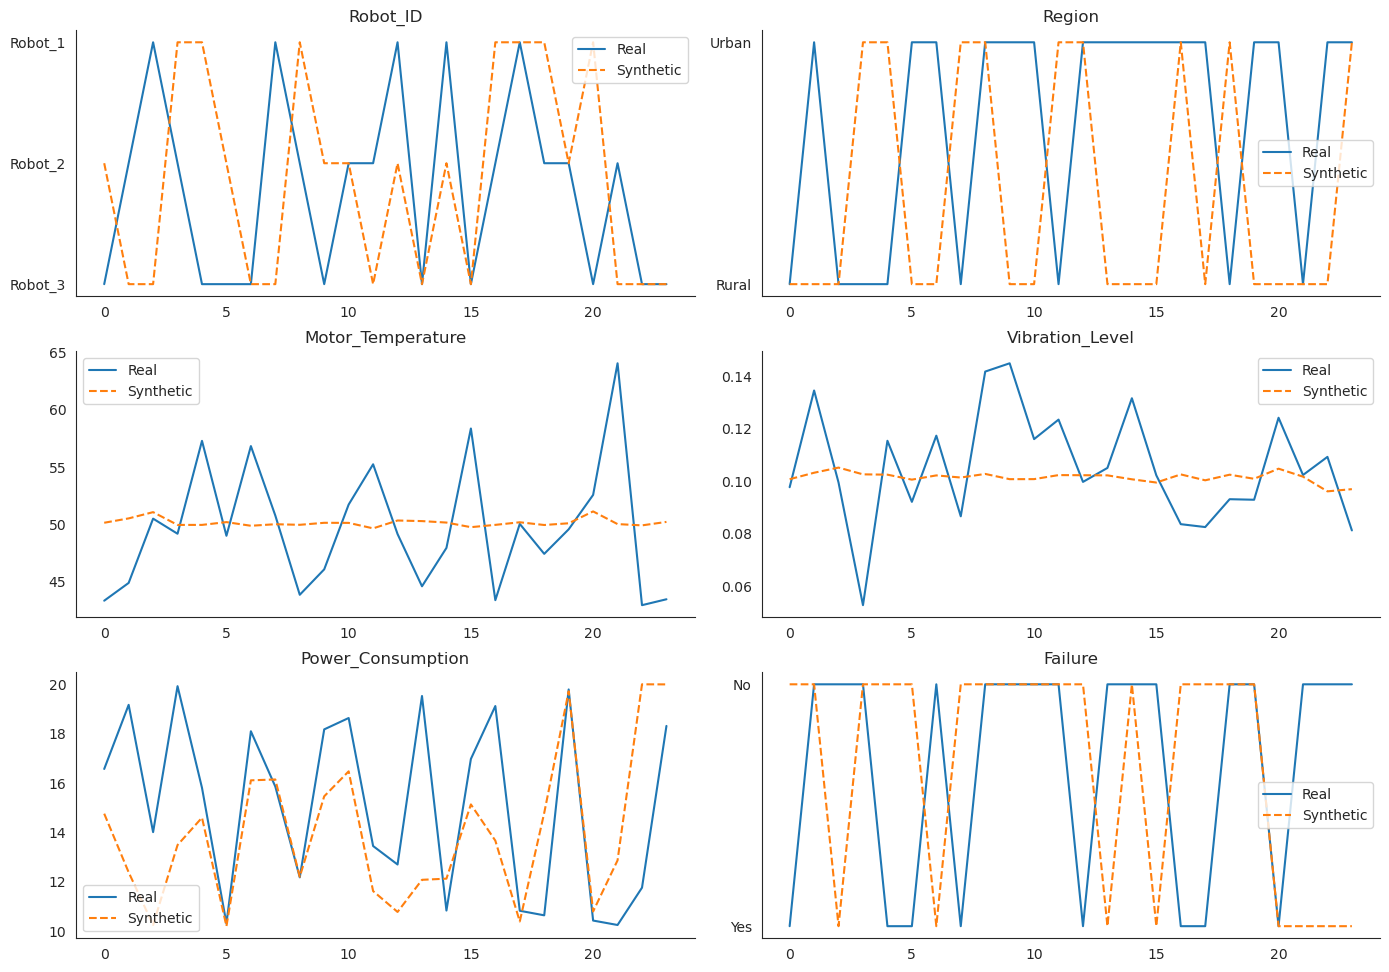 Robot_ID
Robot_1
Robot_2
Robot_3
Real
Synthetic
0 5 10 15 20
Region
Urban
Rural
Real
Synthetic
0 5 10 15 20
Motor_Temperature
65
60
55
50
45
Real
Synthetic
0 5 10 15 20
Vibration_Level
0.14
0.12
0.10
0.08
0.06
Real
Synthetic
0 5 10 15 20
Power_Consumption
20
18
16
14
12
10
Real
Synthetic
0 5 10 15 20
Failure
No
Yes
Real
Synthetic
0 5 10 15 20